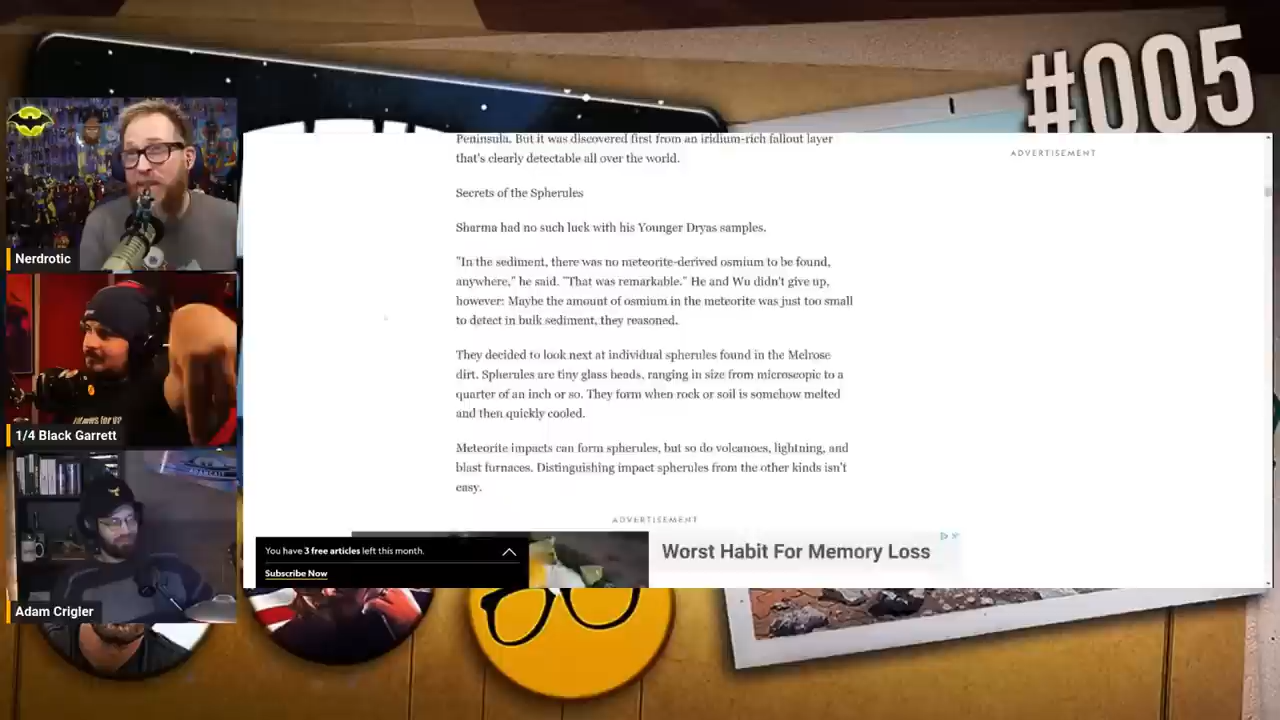 #005
Peninsula. But it was discovered first from an iridium-rich fallout layer
that's clearly detectable all over the world.
ADVERTISEMENT
Secrets of the Spherules
Sharma had no such luck with his Younger Dryas samples.
"In the sediment, there was no meteorite-derived osmium to be found,
anywhere," he said. "That was remarkable." He and Wu didn't give up,
however: Maybe the amount of osmium in the meteorite was just too small
to detect in bulk sediment, they reasoned.
They decided to look next at individual spherules found in the Melrose
dirt. Spherules are tiny glass beads, ranging in size from microscopic to a
quarter of an inch or so. They form when rock or soil is somehow melted
and then quickly cooled.
Meteorite impacts can form spherules, but so do volcanoes, lightning, and
blast furnaces. Distinguishing impact spherules from the other kinds isn't
easy.
ADVERTISEMENT
You have 3 free articles left this month.
Subscribe Now
Worst Habit For Memory Loss
Nerdrotic
1/4 Black Garrett
Adam Crigler